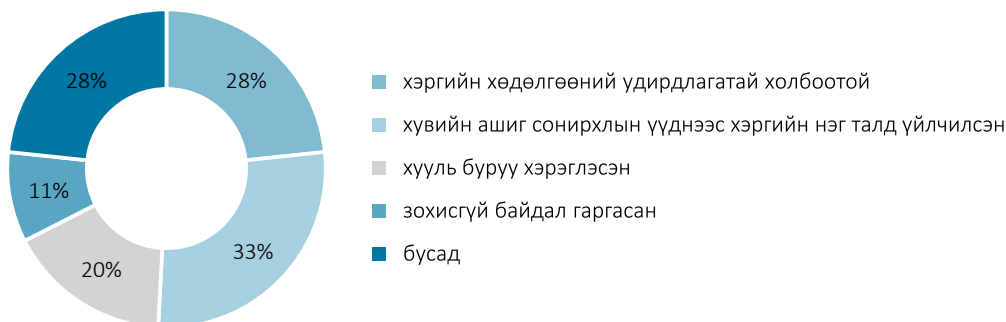 28%
28%
11%
33%
20%
хэргийн хөдөлгөөний удирдлагатай холбоотой
хувийн ашиг сонирхлын үүднээс хэргийн нэг талд үйлчилсэн
хууль буруу хэрэглэсэн
зохисгүй байдал гаргасан
бусад